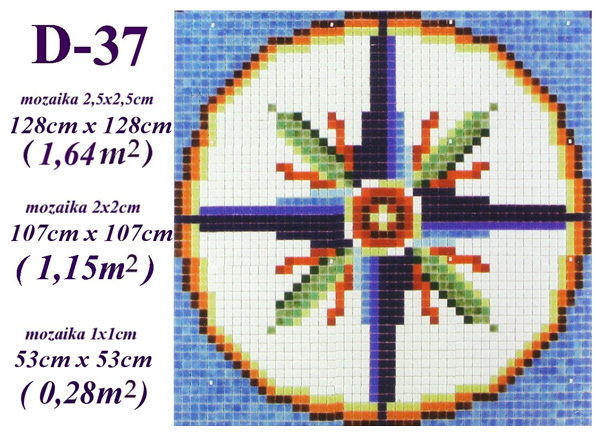 D-37
mozaika 2,5x2,5cm
128cm x 128cm
( 1,64m2 )
mozaika 2x2cm
107cm x 107cm
( 1,15m2 )
mozaika 1x1cm
53cm x 53cm
( 0,28m2 )